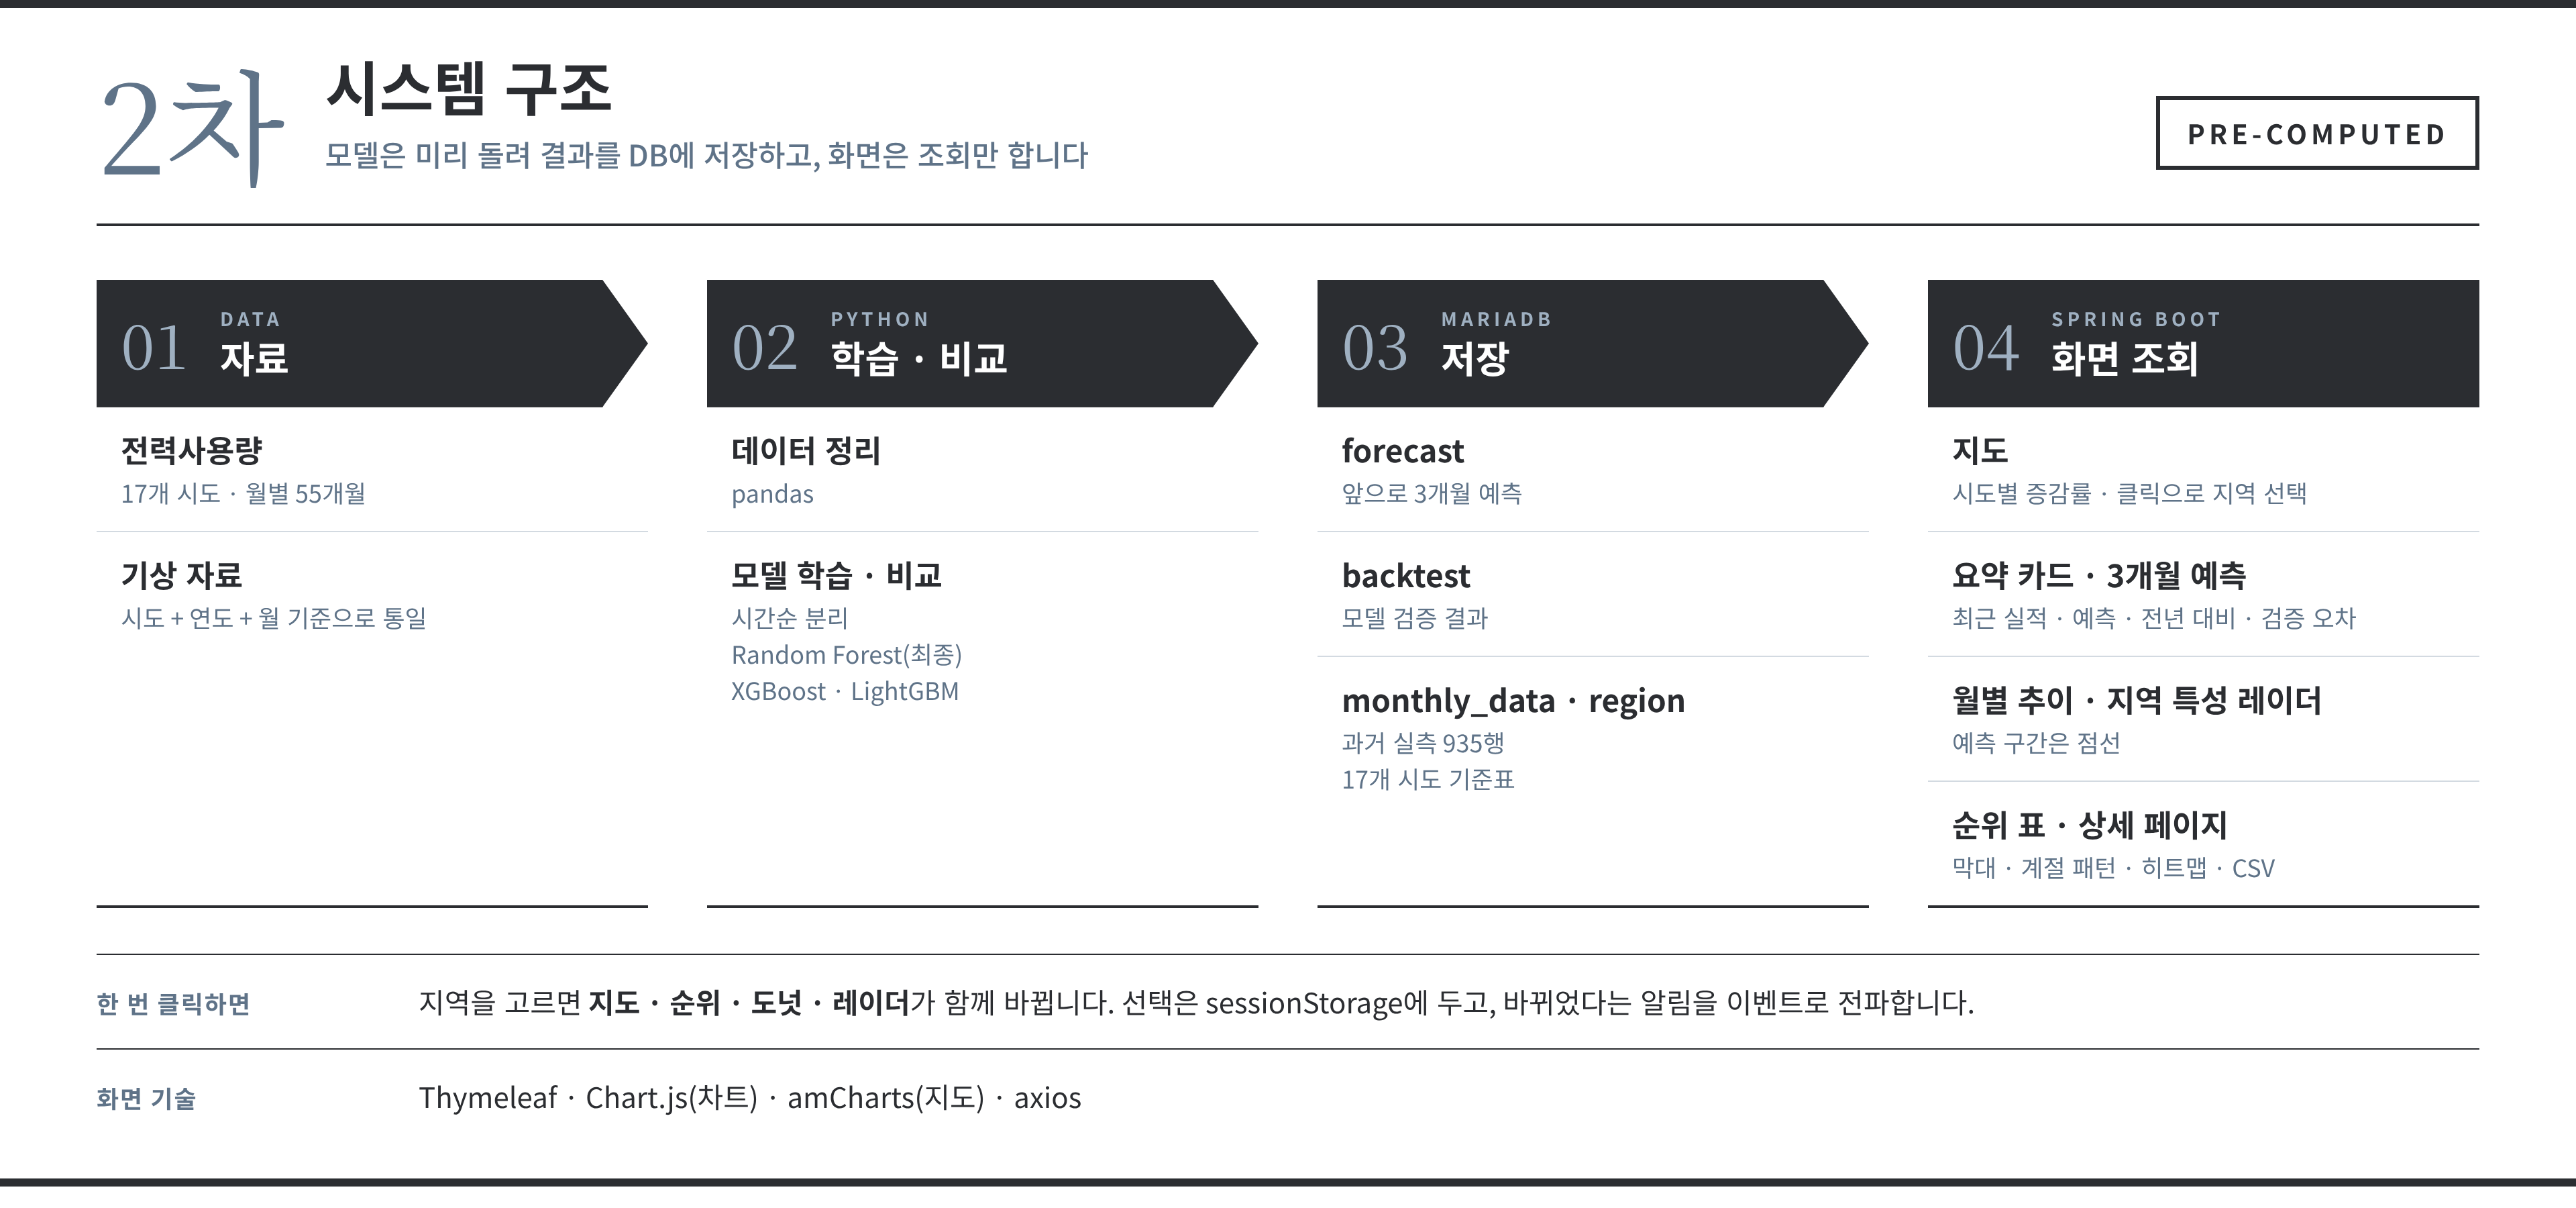 2차
시스템 구조
모델은 미리 돌려 결과를 DB에 저장하고, 화면은 조회만 합니다
PRE-COMPUTED
01
DATA
자료
전력사용량
17개 시도 · 월별 55개월
기상 자료
시도 + 연도 + 월 기준으로 통일
02
PYTHON
학습 · 비교
데이터 정리
pandas
모델 학습 · 비교
시간순 분리
Random Forest(최종)
XGBoost · LightGBM
03
MARIADB
저장
forecast
앞으로 3개월 예측
backtest
모델 검증 결과
monthly_data · region
과거 실측 935행
17개 시도 기준표
04
SPRING BOOT
화면 조회
지도
시도별 증감률 · 클릭으로 지역 선택
요약 카드 · 3개월 예측
최근 실적 · 예측 · 전년 대비 · 검증 오차
월별 추이 · 지역 특성 레이더
예측 구간은 점선
순위 표 · 상세 페이지
막대 · 계절 패턴 · 히트맵 · CSV
한 번 클릭하면
지역을 고르면 지도 · 순위 · 도넛 · 레이더가 함께 바뀝니다. 선택은 sessionStorage에 두고, 바뀌었다는 알림을 이벤트로 전파합니다.
화면 기술
Thymeleaf · Chart.js(차트) · amCharts(지도) · axios